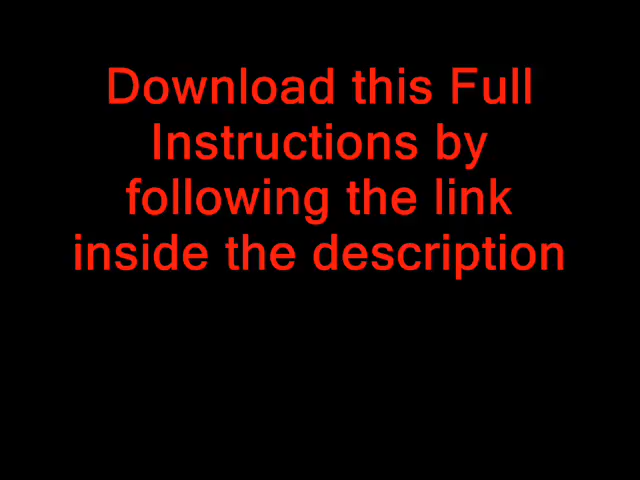 Download this Full
Instructions by
following the link
inside the description